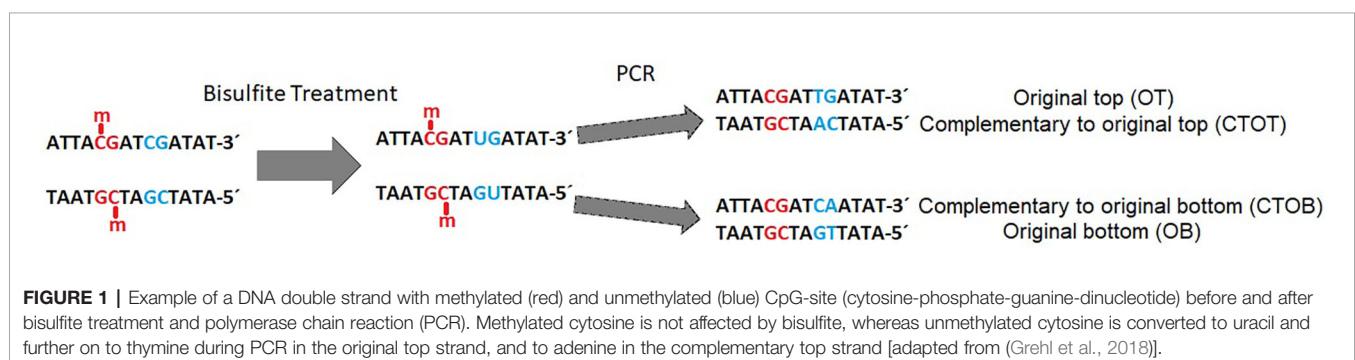 PCR
Bisulfite Treatment
m
ATTACGATCGATAT-3´
TAATGCTAGCTATA-5´
m
m
ATTACGATUGATAT-3´
TAATGCTAGUTATA-5´
m
ATTACGATTGATAT-3´ Original top (OT)
TAATGCTAACTATA-5´ Complementary to original top (CTOT)
ATTACGATCAATAT-3´ Complementary to original bottom (CTOB)
TAATGCTAGTTATA-5´ Original bottom (OB)
FIGURE 1 | Example of a DNA double strand with methylated (red) and unmethylated (blue) CpG-site (cytosine-phosphate-guanine-dinucleotide) before and after
bisulfite treatment and polymerase chain reaction (PCR). Methylated cytosine is not affected by bisulfite, whereas unmethylated cytosine is converted to uracil and
further on to thymine during PCR in the original top strand, and to adenine in the complementary top strand [adapted from (Grehl et al., 2018)].